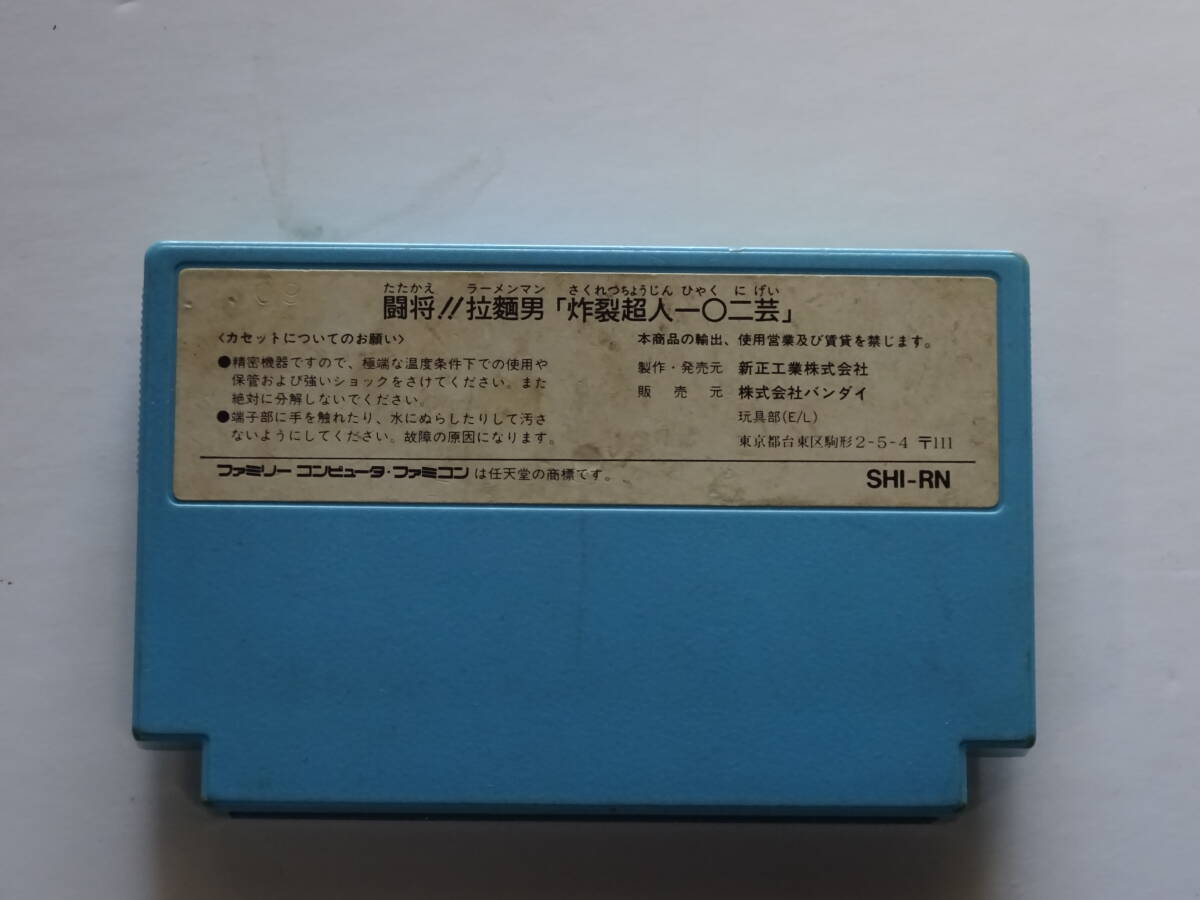 たたかえ ラーメンマン さくれつちょうじん ひゃく に げい
闘将!!拉麵男「炸裂超人一〇二芸」
〈カセットについてのお願い〉
●精密機器ですので、極端な温度条件下での使用や
保管および強いショックをさけてください。また
絶対に分解しないでください。
●端子部に手を触れたり、水にぬらしたりして汚さ
ないようにしてください。故障の原因になります。
本商品の輸出、使用営業及び賃貸を禁じます。
製作・発売元 新正工業株式会社
販売元 株式会社バンダイ
玩具部(E/L)
東京都台東区駒形2-5-4 〒111
ファミリーコンピュータ・ファミコンは任天堂の商標です。
SHI-RN